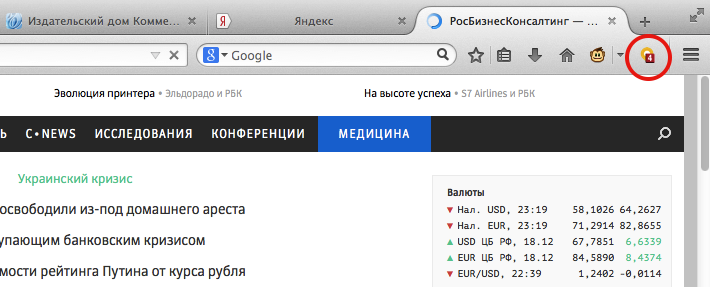 Издательский дом Комме...
Я Яндекс
РосБизнесКонсалтинг — ...
8 Google
4
Эволюция принтера • Эльдорадо и РБК
На высоте успеха • S7 Airlines и РБК
Ь C•NEWS ИССЛЕДОВАНИЯ КОНФЕРЕНЦИИ МЕДИЦИНА
Украинский кризис
освободили из-под домашнего ареста
упающим банковским кризисом
мости рейтинга Путина от курса рубля
Валюты
▼ Нал. USD, 23:19 58,1026 64,2627
▼ Нал. EUR, 23:19 71,2914 82,8655
▲ USD ЦБ РФ, 18.12 67,7851 6,6339
▲ EUR ЦБ РФ, 18.12 84,5890 8,4374
▼ EUR/USD, 22:39 1,2402 -0,0114